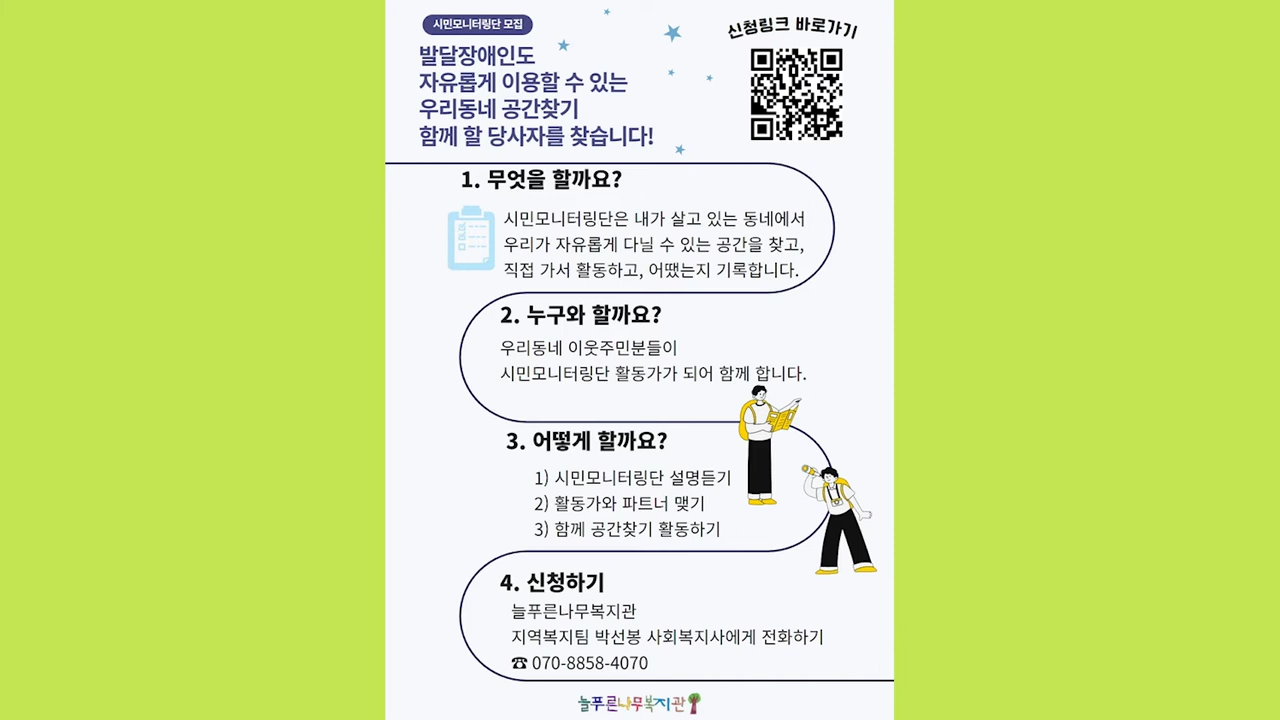 시민모니터링단 모집
발달장애인도
자유롭게 이용할 수 있는
우리동네 공간찾기
함께 할 당사자를 찾습니다!
신청링크 바로가기
1. 무엇을 할까요?
시민모니터링단은 내가 살고 있는 동네에서
우리가 자유롭게 다닐 수 있는 공간을 찾고,
직접 가서 활동하고, 어땠는지 기록합니다.
2. 누구와 할까요?
우리동네 이웃주민분들이
시민모니터링단 활동가가 되어 함께 합니다.
3. 어떻게 할까요?
1) 시민모니터링단 설명듣기
2) 활동가와 파트너 맺기
3) 함께 공간찾기 활동하기
4. 신청하기
늘푸른나무복지관
지역복지팀 박선봉 사회복지사에게 전화하기
☎ 070-8858-4070
늘푸른나무복지관